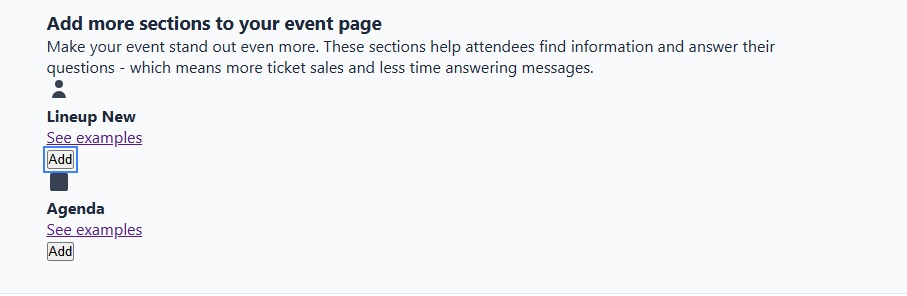 Add more sections to your event page
Make your event stand out even more. These sections help attendees find information and answer their
questions - which means more ticket sales and less time answering messages.
Lineup New
See examples
Add
Agenda
See examples
Add